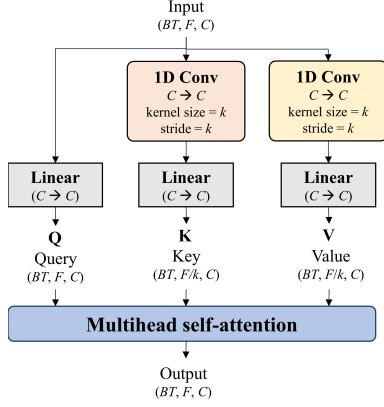 Input
(BT, F, C)
1D Conv
C → C
kernel size = k
stride = k
1D Conv
C → C
kernel size = k
stride = k
Linear
(C → C)
Linear
(C → C)
Linear
(C → C)
Q
Query
(BT, F, C)
K
Key
(BT, F/k, C)
V
Value
(BT, F/k, C)
Multihead self-attention
Output
(BT, F, C)